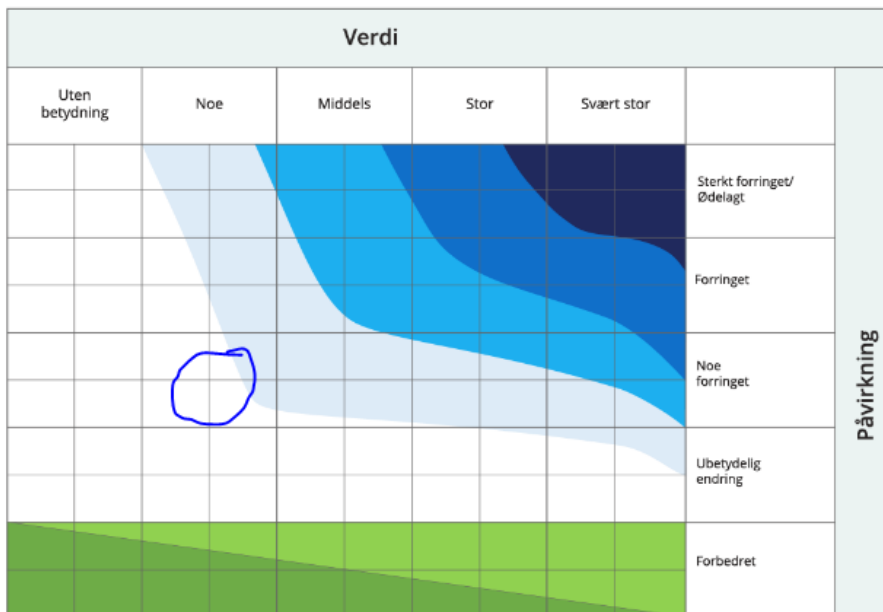 Verdi
Uten
betydning
Noe
Middels
Stor
Svært stor
Sterkt forringet/
Ødelagt
Forringet
Noe
forringet
Ubetydelig
endring
Forbedret
Påvirkning